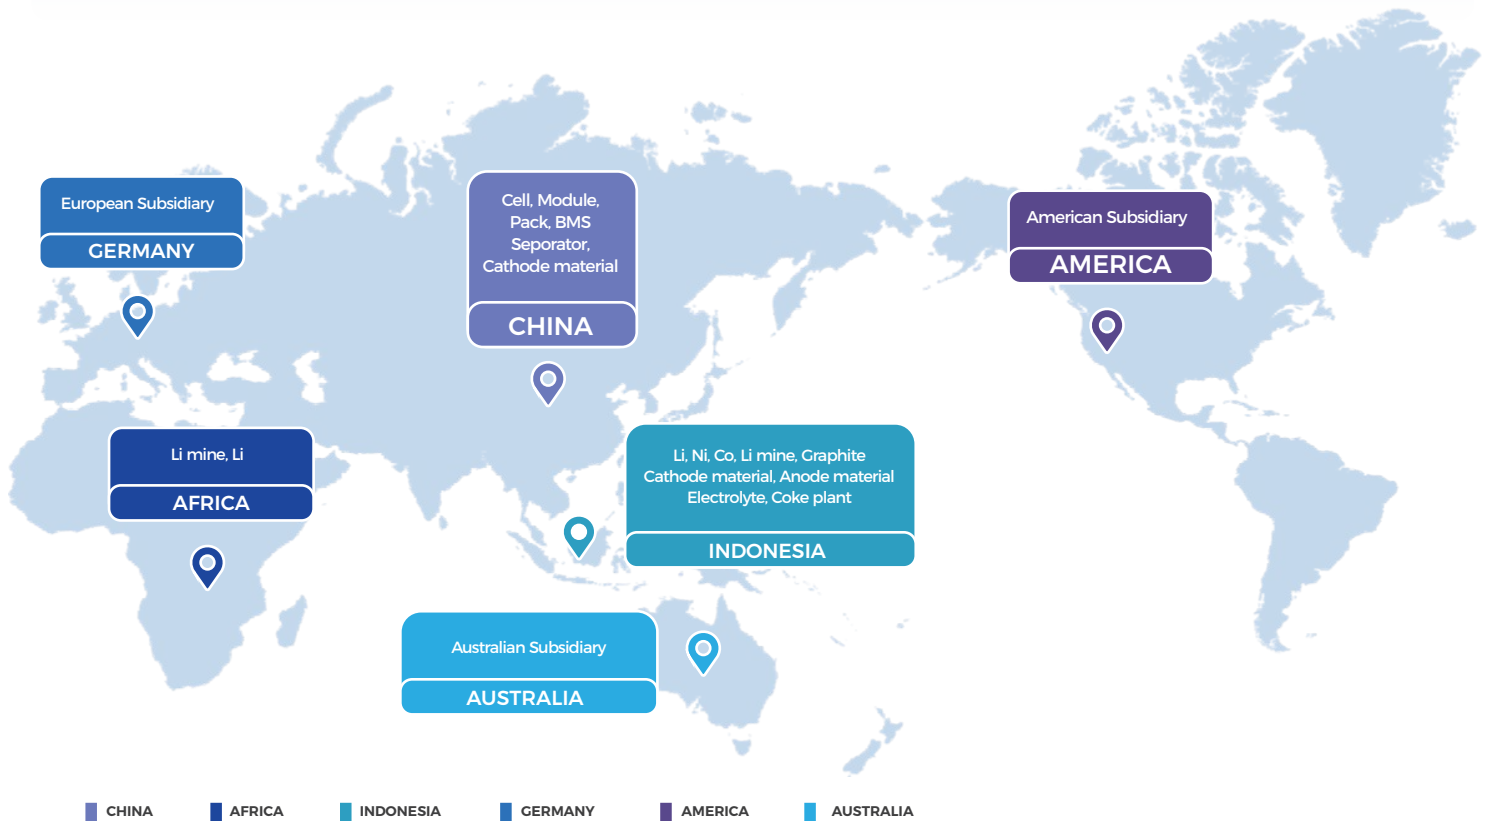 European Subsidiary
GERMANY
Cell, Module,
Pack, BMS
Seporator,
Cathode material
CHINA
American Subsidiary
AMERICA
Li mine, Li
AFRICA
Li, Ni, Co, Li mine, Graphite
Cathode material, Anode material
Electrolyte, Coke plant
INDONESIA
Australian Subsidiary
AUSTRALIA
CHINA AFRICA INDONESIA GERMANY AMERICA AUSTRALIA